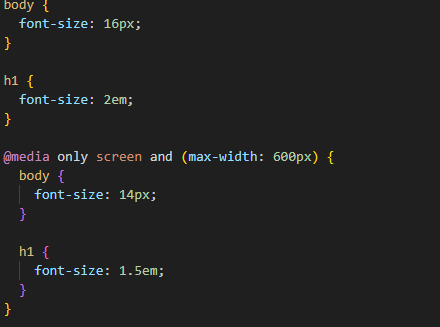 body {
  font-size: 16px;
}

h1 {
  font-size: 2em;
}

@media only screen and (max-width: 600px) {
  body {
    font-size: 14px;
  }

  h1 {
    font-size: 1.5em;
  }
}